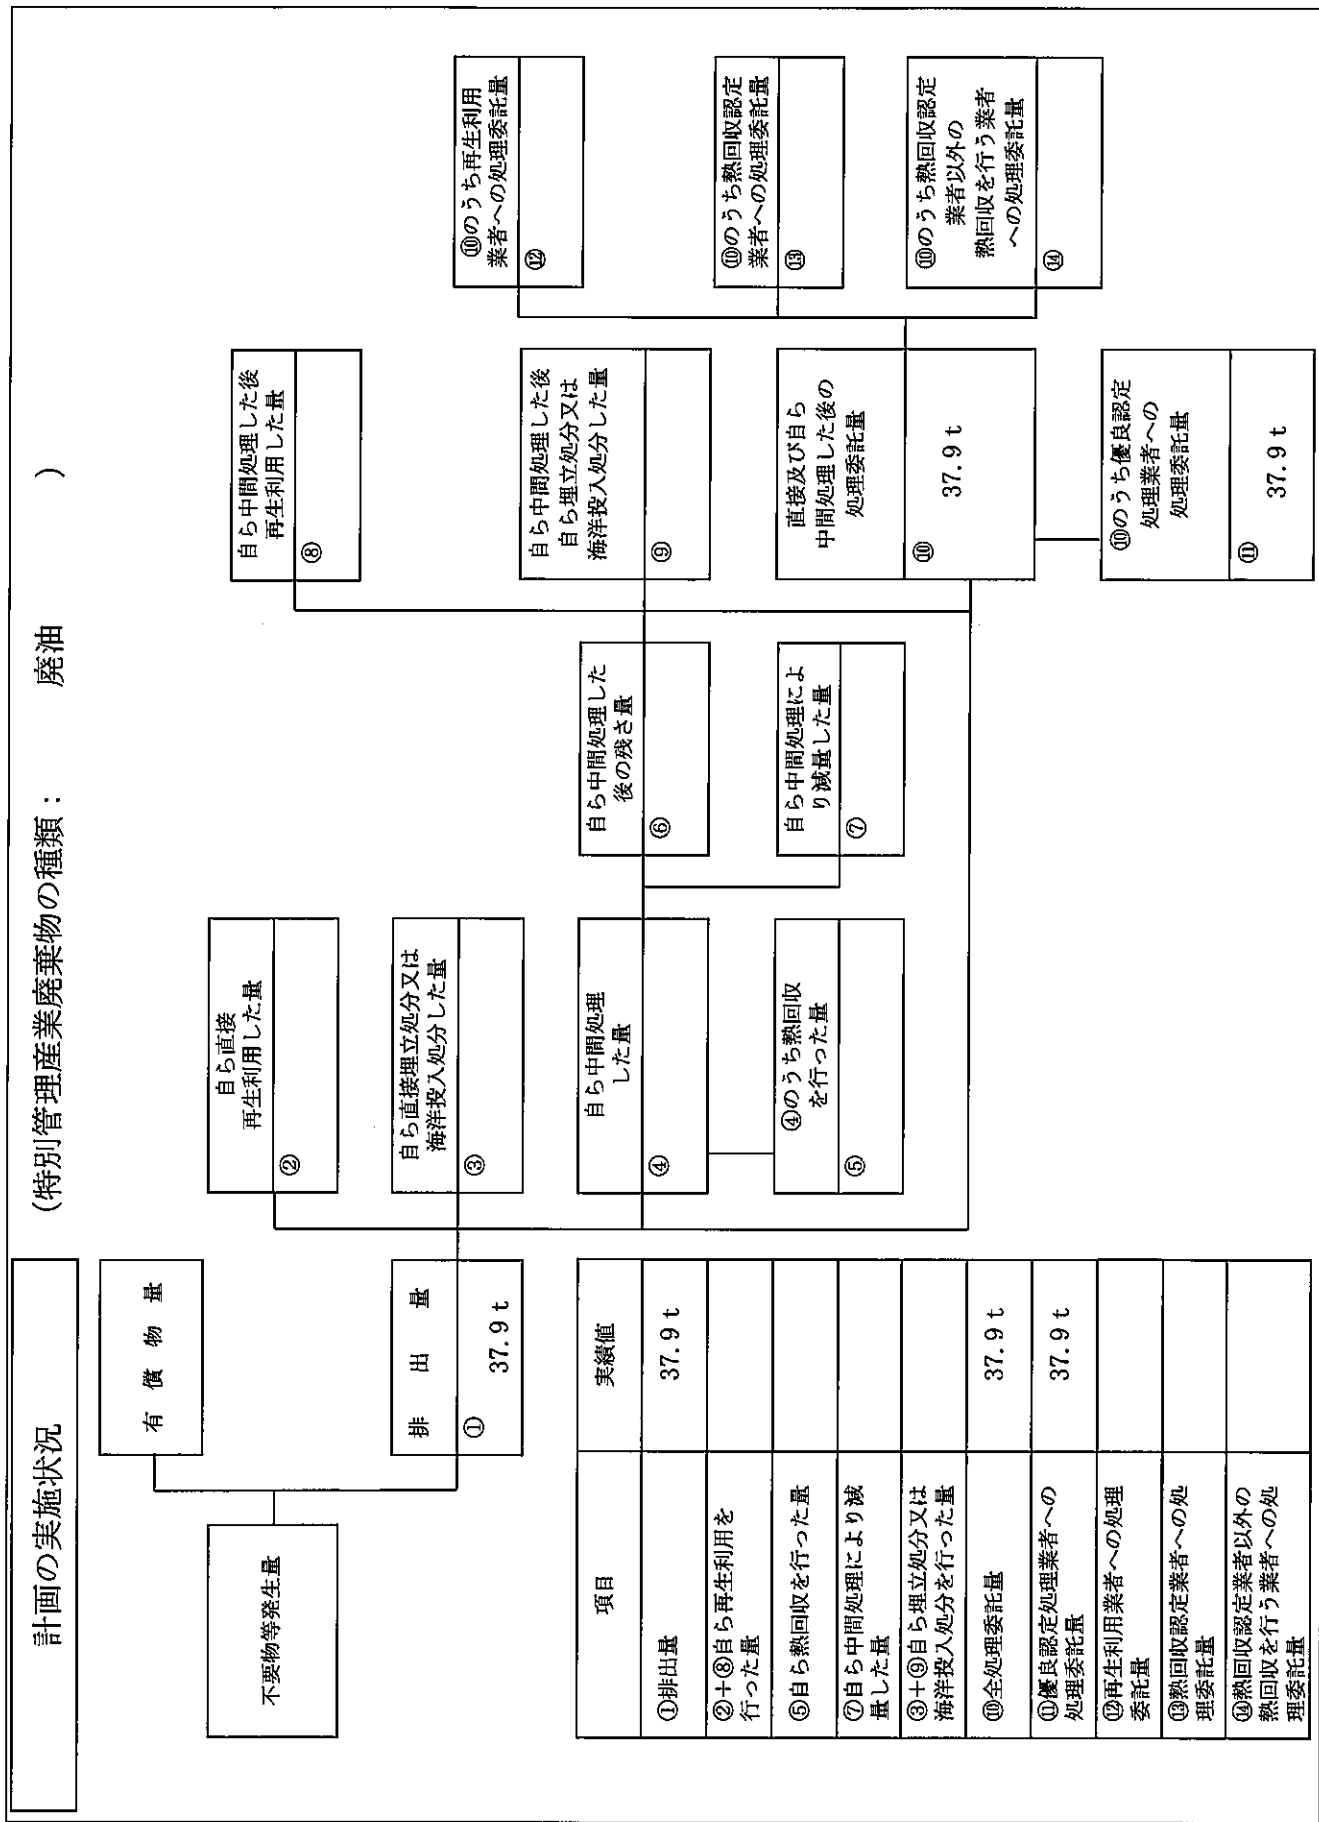 計画の実施状況
(特別管理産業廃棄物の種類： 廃油 )
不要物等発生量
有償物量
排出量
①
37.9t
自ら直接
再生利用した量
②
自ら直接埋立処分又は
海洋投入処分した量
③
自ら中間処理
した量
④
④のうち熱回収
を行った量
⑤
自ら中間処理した
後の残さ量
⑥
自ら中間処理によ
り減量した量
⑦
自ら中間処理した後
再生利用した量
⑧
自ら中間処理した後
自ら埋立処分又は
海洋投入処分した量
⑨
直接及び自ら
中間処理した後の
処理委託量
⑩
37.9t
⑩のうち優良認定
処理業者への
処理委託量
⑪
37.9t
⑩のうち再生利用
業者への処理委託量
⑫
⑩のうち熱回収認定
業者への処理委託量
⑬
⑩のうち熱回収認定
業者以外の
熱回収を行う業者
への処理委託量
⑭
項目 実績値
①排出量 37.9t
②+⑧自ら再生利用を
行った量
⑤自ら熱回収を行った量
⑦自ら中間処理により減
量した量
③+⑨自ら埋立処分又は
海洋投入処分を行った量
⑩全処理委託量 37.9t
⑪優良認定処理業者への
処理委託量 37.9t
⑫再生利用業者への処理
委託量
⑬熱回収認定業者への処
理委託量
⑭熱回収認定業者以外の
熱回収を行う業者への処
理委託量